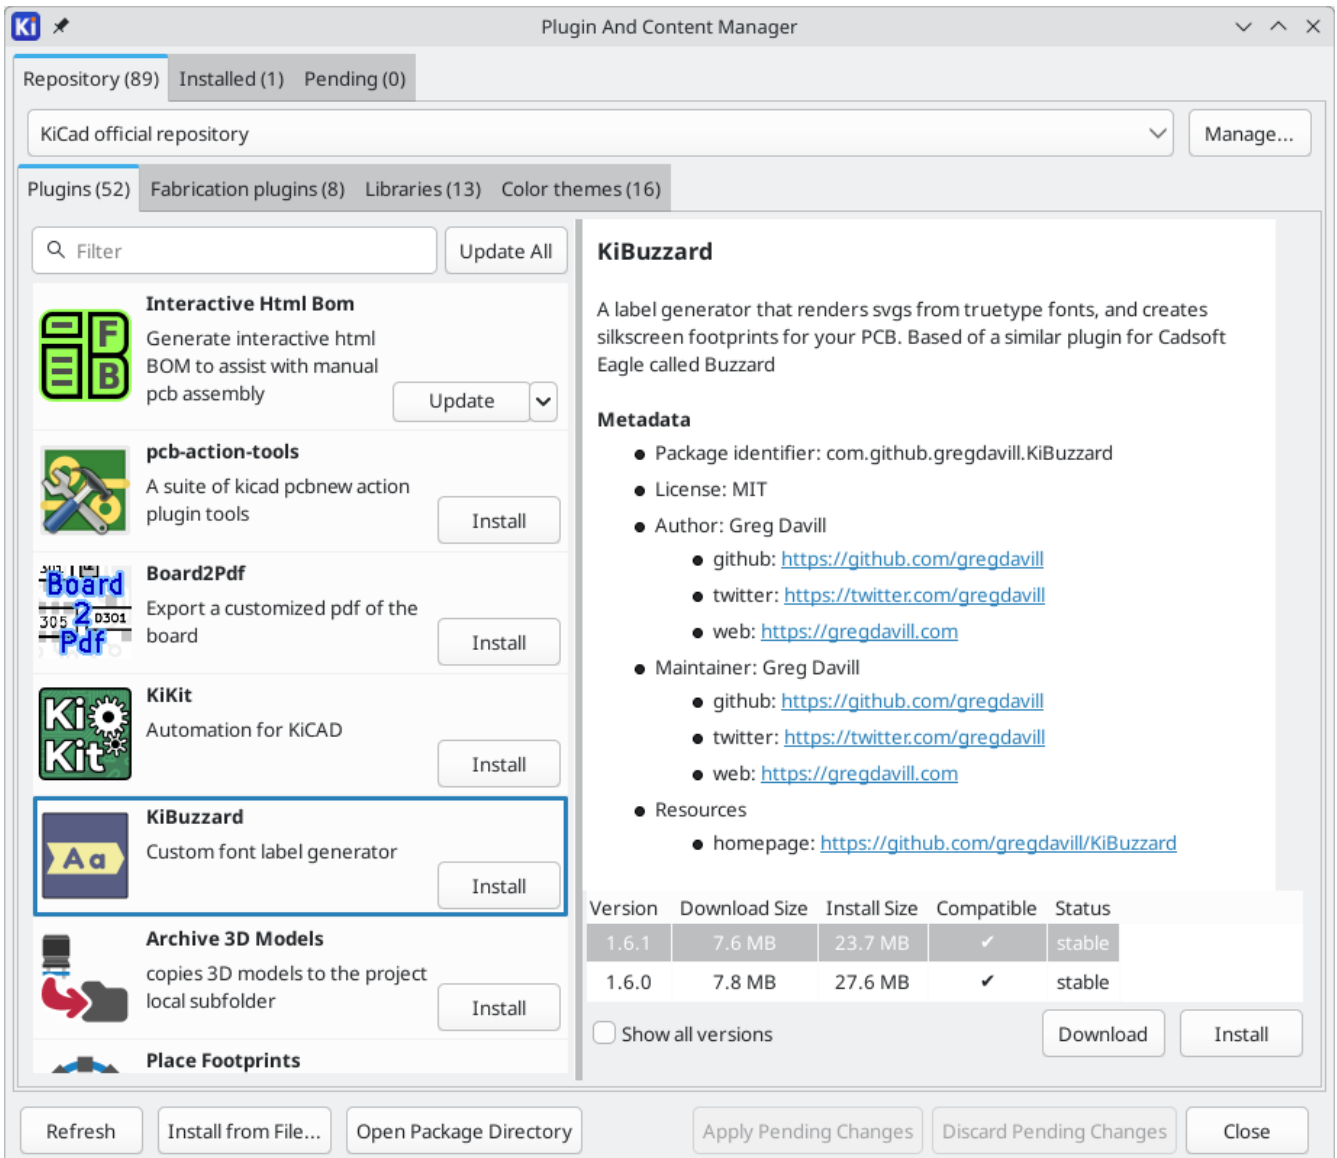 Ki
Plugin And Content Manager
Repository (89) Installed (1) Pending (0)
KiCad official repository
Manage...
Plugins (52) Fabrication plugins (8) Libraries (13) Color themes (16)
Filter
Update All
Interactive Html Bom
Generate interactive html
BOM to assist with manual
pcb assembly
Update
F
B
pcb-action-tools
A suite of kicad pcbnew action
plugin tools
Install
Board
2
Pdf
305
D301
Board2Pdf
Export a customized pdf of the
board
Install
Ki
Kit
KiKit
Automation for KiCAD
Install
Aa
KiBuzzard
Custom font label generator
Install
Archive 3D Models
copies 3D models to the project
local subfolder
Install
Place Footprints
KiBuzzard
A label generator that renders svgs from truetype fonts, and creates
silkscreen footprints for your PCB. Based of a similar plugin for Cadsoft
Eagle called Buzzard
Metadata
Package identifier: com.github.gregdavill.KiBuzzard
License: MIT
Author: Greg Davill
github: https://github.com/gregdavill
twitter: https://twitter.com/gregdavill
web: https://gregdavill.com
Maintainer: Greg Davill
github: https://github.com/gregdavill
twitter: https://twitter.com/gregdavill
web: https://gregdavill.com
Resources
homepage: https://github.com/gregdavill/KiBuzzard
Version Download Size Install Size Compatible Status
1.6.1 7.6 MB 23.7 MB ✔ stable
1.6.0 7.8 MB 27.6 MB ✔ stable
Show all versions
Download
Install
Refresh
Install from File...
Open Package Directory
Apply Pending Changes
Discard Pending Changes
Close